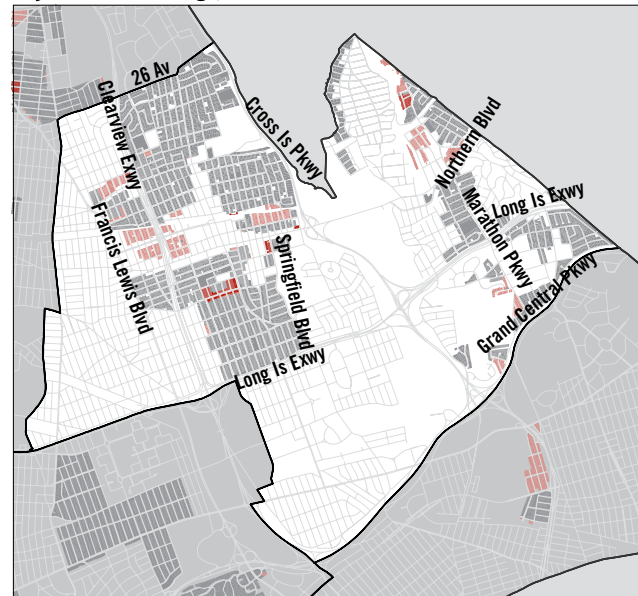 26 Av
Clearview Exwy
Cross Is Pkwy
Northern Blvd
Long Is Exwy
Marathon Pkwy
Francis Lewis Blvd
Springfield Blvd
Grand Central Pkwy
Long Is Exwy